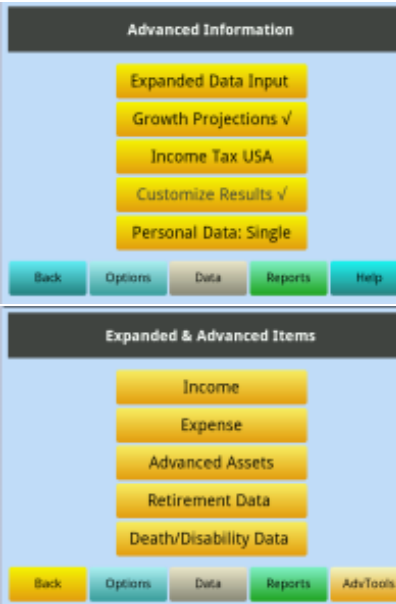 Advanced Information
Expanded Data Input
Growth Projections √
Income Tax USA
Customize Results √
Personal Data: Single
Back Options Data Reports Help
Expanded & Advanced Items
Income
Expense
Advanced Assets
Retirement Data
Death/Disability Data
Back Options Data Reports AdvTools